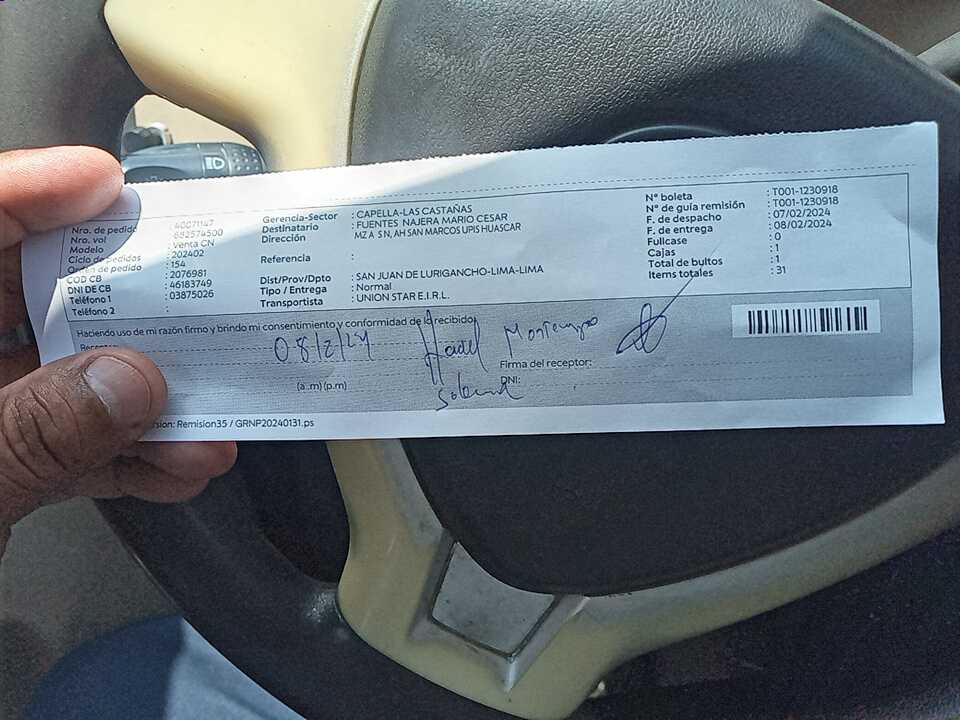 Nro. de pedido : 40071147
Nro. vol : 692574500
Modelo : Venta CN
Ciclo de pedidos : 202402
Orden de pedido : 154
COD CB : 2076981
DNI DE CB : 46183749
Teléfono 1 : 03875026
Teléfono 2 :
Gerencia-Sector : CAPELLA-LAS CASTAÑAS
Destinatario : FUENTES NAJERA MARIO CESAR
Dirección MZ A S N, AH SAN MARCOS UPIS HUASCAR
Referencia :
Dist/Prov/Dpto : SAN JUAN DE LURIGANCHO-LIMA-LIMA
Tipo / Entrega : Normal
Transportista : UNION STAR E.I.R.L.
N° boleta : T001-1230918
N° de guía remisión : T001-1230918
F. de despacho : 07/02/2024
F. de entrega : 08/02/2024
Fullcase : 0
Cajas : 1
Total de bultos : 1
Items totales : 31
Haciendo uso de mi razón firmo y brindo mi consentimiento y conformidad de lo recibido
08/2/24
Firma del receptor:
(a .m) (p.m)
DNI:
Remision35 / GRNP20240131.ps